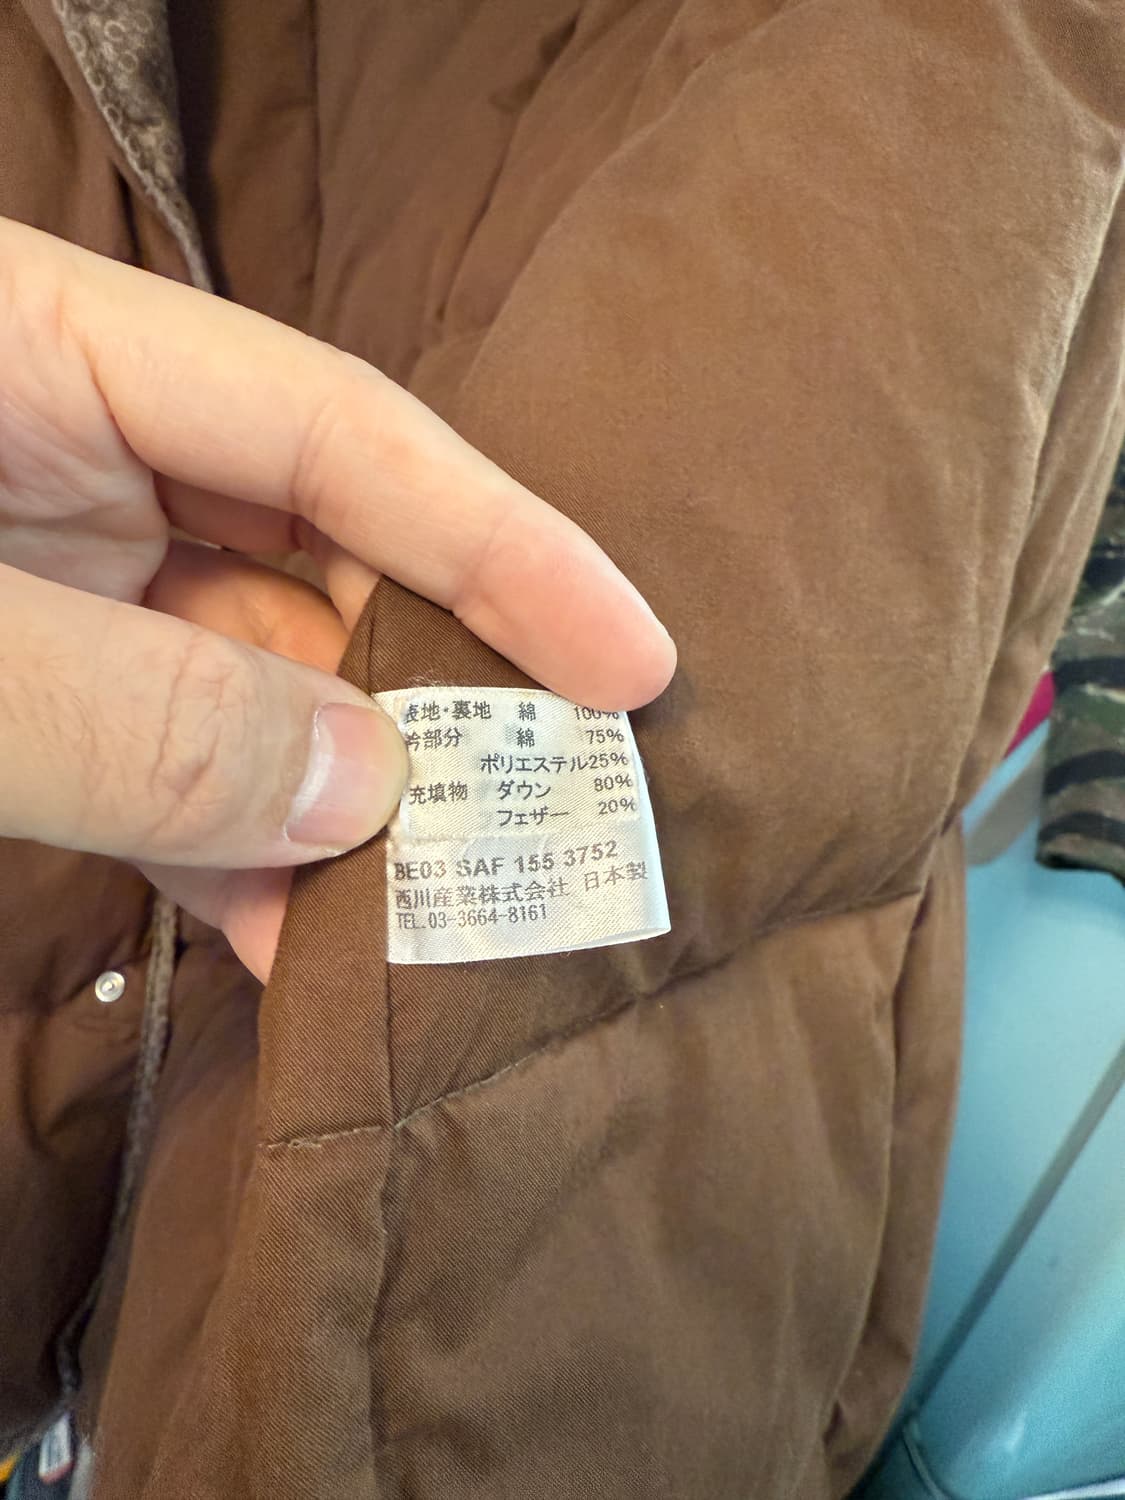 表地・裏地 綿 100%
衿部分 綿 75%
ポリエステル25%
充填物 ダウン 80%
フェザー 20%
BE03 SAF 155 3752
西川産業株式会社 日本製
TEL.03-3664-8161